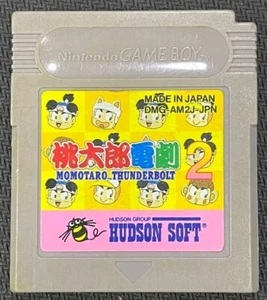 Nintendo GAME BOY
MADE IN JAPAN
DMG-AM2J-JPN
桃太郎電劇2
MOMOTARO THUNDERBOLT
HUDSON GROUP
HUDSON SOFT®